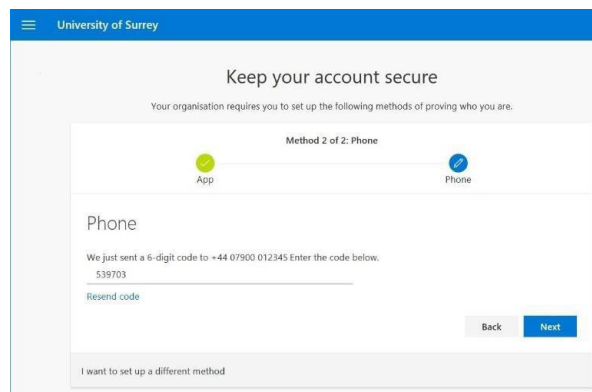 University of Surrey
Keep your account secure
Your organisation requires you to set up the following methods of proving who you are.
Method 2 of 2: Phone
App
Phone
Phone
We just sent a 6-digit code to +44 07900 012345 Enter the code below.
539703
Resend code
Back
Next
I want to set up a different method